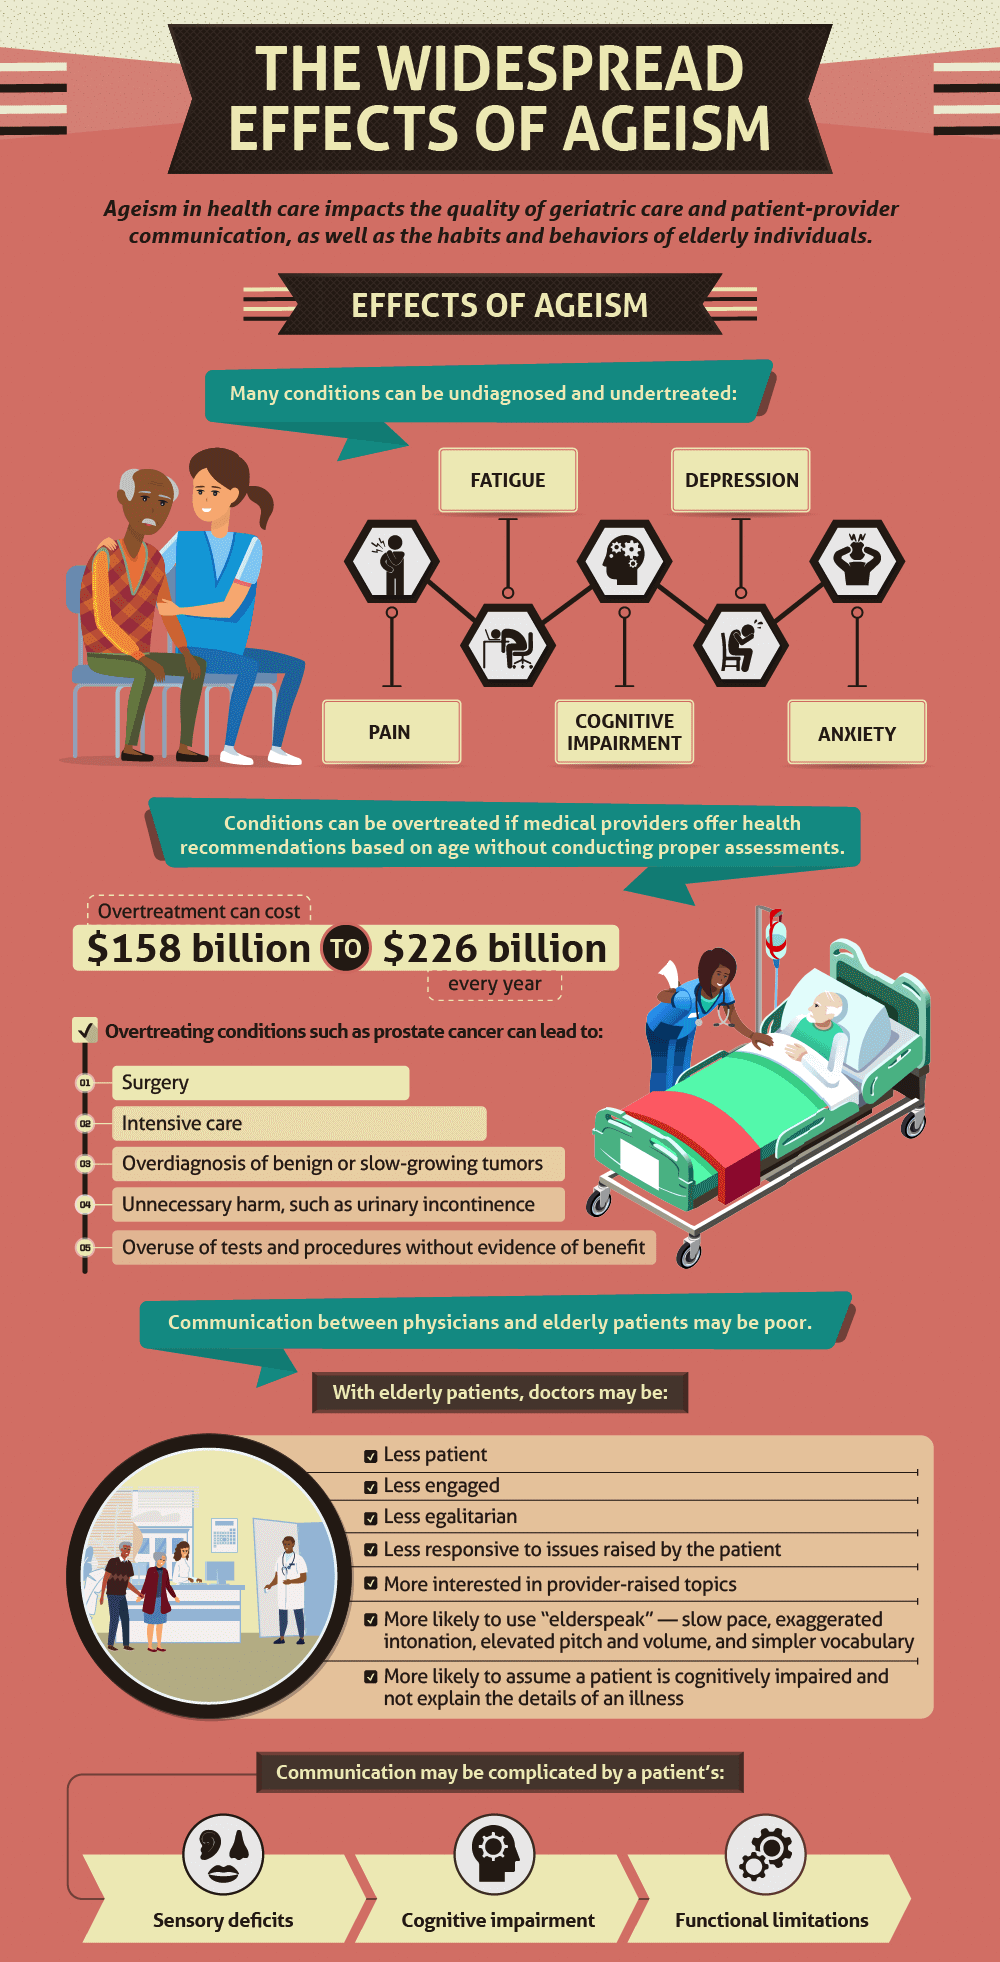 THE WIDESPREAD
EFFECTS OF AGEISM
Ageism in health care impacts the quality of geriatric care and patient-provider
communication, as well as the habits and behaviors of elderly individuals.
EFFECTS OF AGEISM
Many conditions can be undiagnosed and undertreated:
FATIGUE
DEPRESSION
PAIN
COGNITIVE
IMPAIRMENT
ANXIETY
Conditions can be overtreated if medical providers offer health
recommendations based on age without conducting proper assessments.
Overtreatment can cost
$158 billion TO $226 billion
every year
Overtreating conditions such as prostate cancer can lead to:
01 Surgery
02 Intensive care
03 Overdiagnosis of benign or slow-growing tumors
04 Unnecessary harm, such as urinary incontinence
05 Overuse of tests and procedures without evidence of benefit
Communication between physicians and elderly patients may be poor.
With elderly patients, doctors may be:
Less patient
Less engaged
Less egalitarian
Less responsive to issues raised by the patient
More interested in provider-raised topics
More likely to use “elderspeak” — slow pace, exaggerated
intonation, elevated pitch and volume, and simpler vocabulary
More likely to assume a patient is cognitively impaired and
not explain the details of an illness
Communication may be complicated by a patient’s:
Sensory deficits
Cognitive impairment
Functional limitations